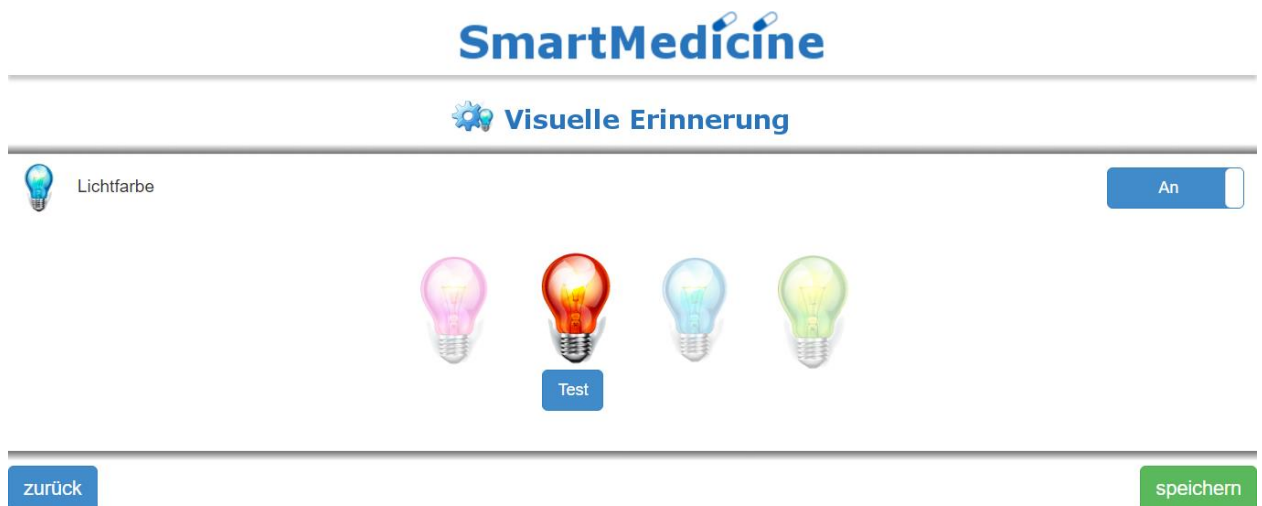 SmartMedicine
Visuelle Erinnerung
Lichtfarbe
An
Test
zurück
speichern